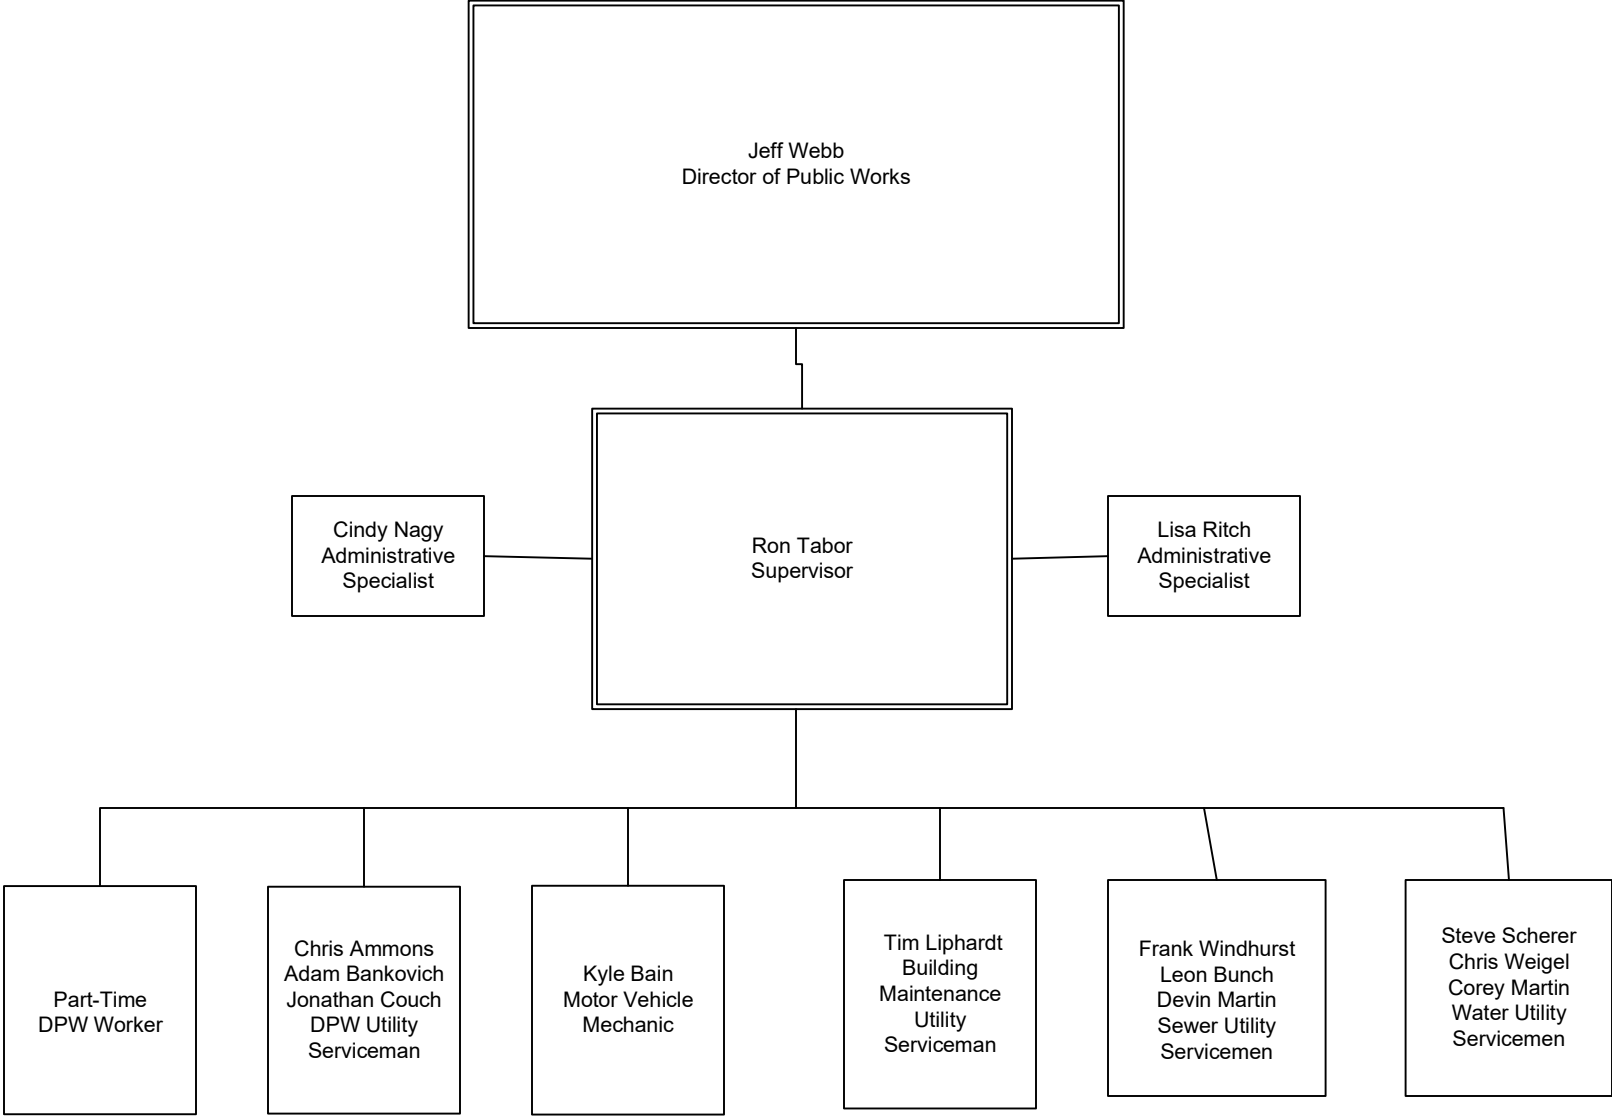 Jeff Webb
Director of Public Works
Cindy Nagy
Administrative
Specialist
Ron Tabor
Supervisor
Lisa Ritch
Administrative
Specialist
Part-Time
DPW Worker
Chris Ammons
Adam Bankovich
Jonathan Couch
DPW Utility
Serviceman
Kyle Bain
Motor Vehicle
Mechanic
Tim Liphardt
Building
Maintenance
Utility
Serviceman
Frank Windhurst
Leon Bunch
Devin Martin
Sewer Utility
Servicemen
Steve Scherer
Chris Weigel
Corey Martin
Water Utility
Servicemen